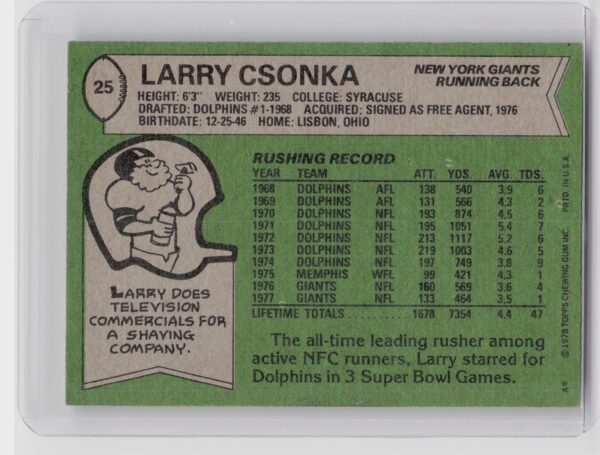 25
LARRY CSONKA
NEW YORK GIANTS
RUNNING BACK
HEIGHT: 6'3" WEIGHT: 235 COLLEGE: SYRACUSE
DRAFTED: DOLPHINS #1-1968 ACQUIRED: SIGNED AS FREE AGENT, 1976
BIRTHDATE: 12-25-46 HOME: LISBON, OHIO
RUSHING RECORD
YEAR TEAM ATT. YDS. AVG. TDS.
1968 DOLPHINS AFL 138 540 3.9 6
1969 DOLPHINS AFL 131 566 4.3 2
1970 DOLPHINS NFL 193 874 4.5 6
1971 DOLPHINS NFL 195 1051 5.4 7
1972 DOLPHINS NFL 213 1117 5.2 6
1973 DOLPHINS NFL 219 1003 4.6 5
1974 DOLPHINS NFL 197 749 3.8 9
1975 MEMPHIS WFL 99 421 4.3 1
1976 GIANTS NFL 160 569 3.6 4
1977 GIANTS NFL 133 464 3.5 1
LIFETIME TOTALS .......... 1678 7354 4.4 47
LARRY DOES
TELEVISION
COMMERCIALS FOR
A SHAVING
COMPANY.
The all-time leading rusher among
active NFC runners, Larry starred for
Dolphins in 3 Super Bowl Games.
© 1978 TOPPS CHEWING GUM INC. PRTD. IN U.S.A.